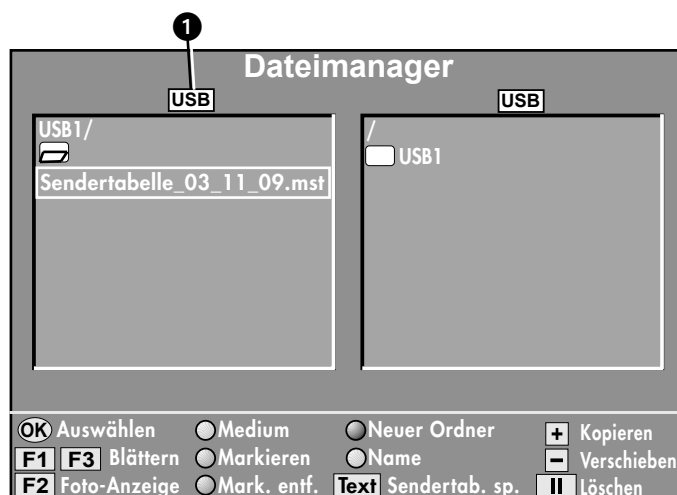 1
Dateimanager
USB USB
USB1/
Sendertabelle_03_11_09.mst
/
USB1
OK Auswählen Medium Neuer Ordner + Kopieren
F1 F3 Blättern Markieren Name − Verschieben
F2 Foto-Anzeige Mark. entf. Text Sendertab. sp. II Löschen